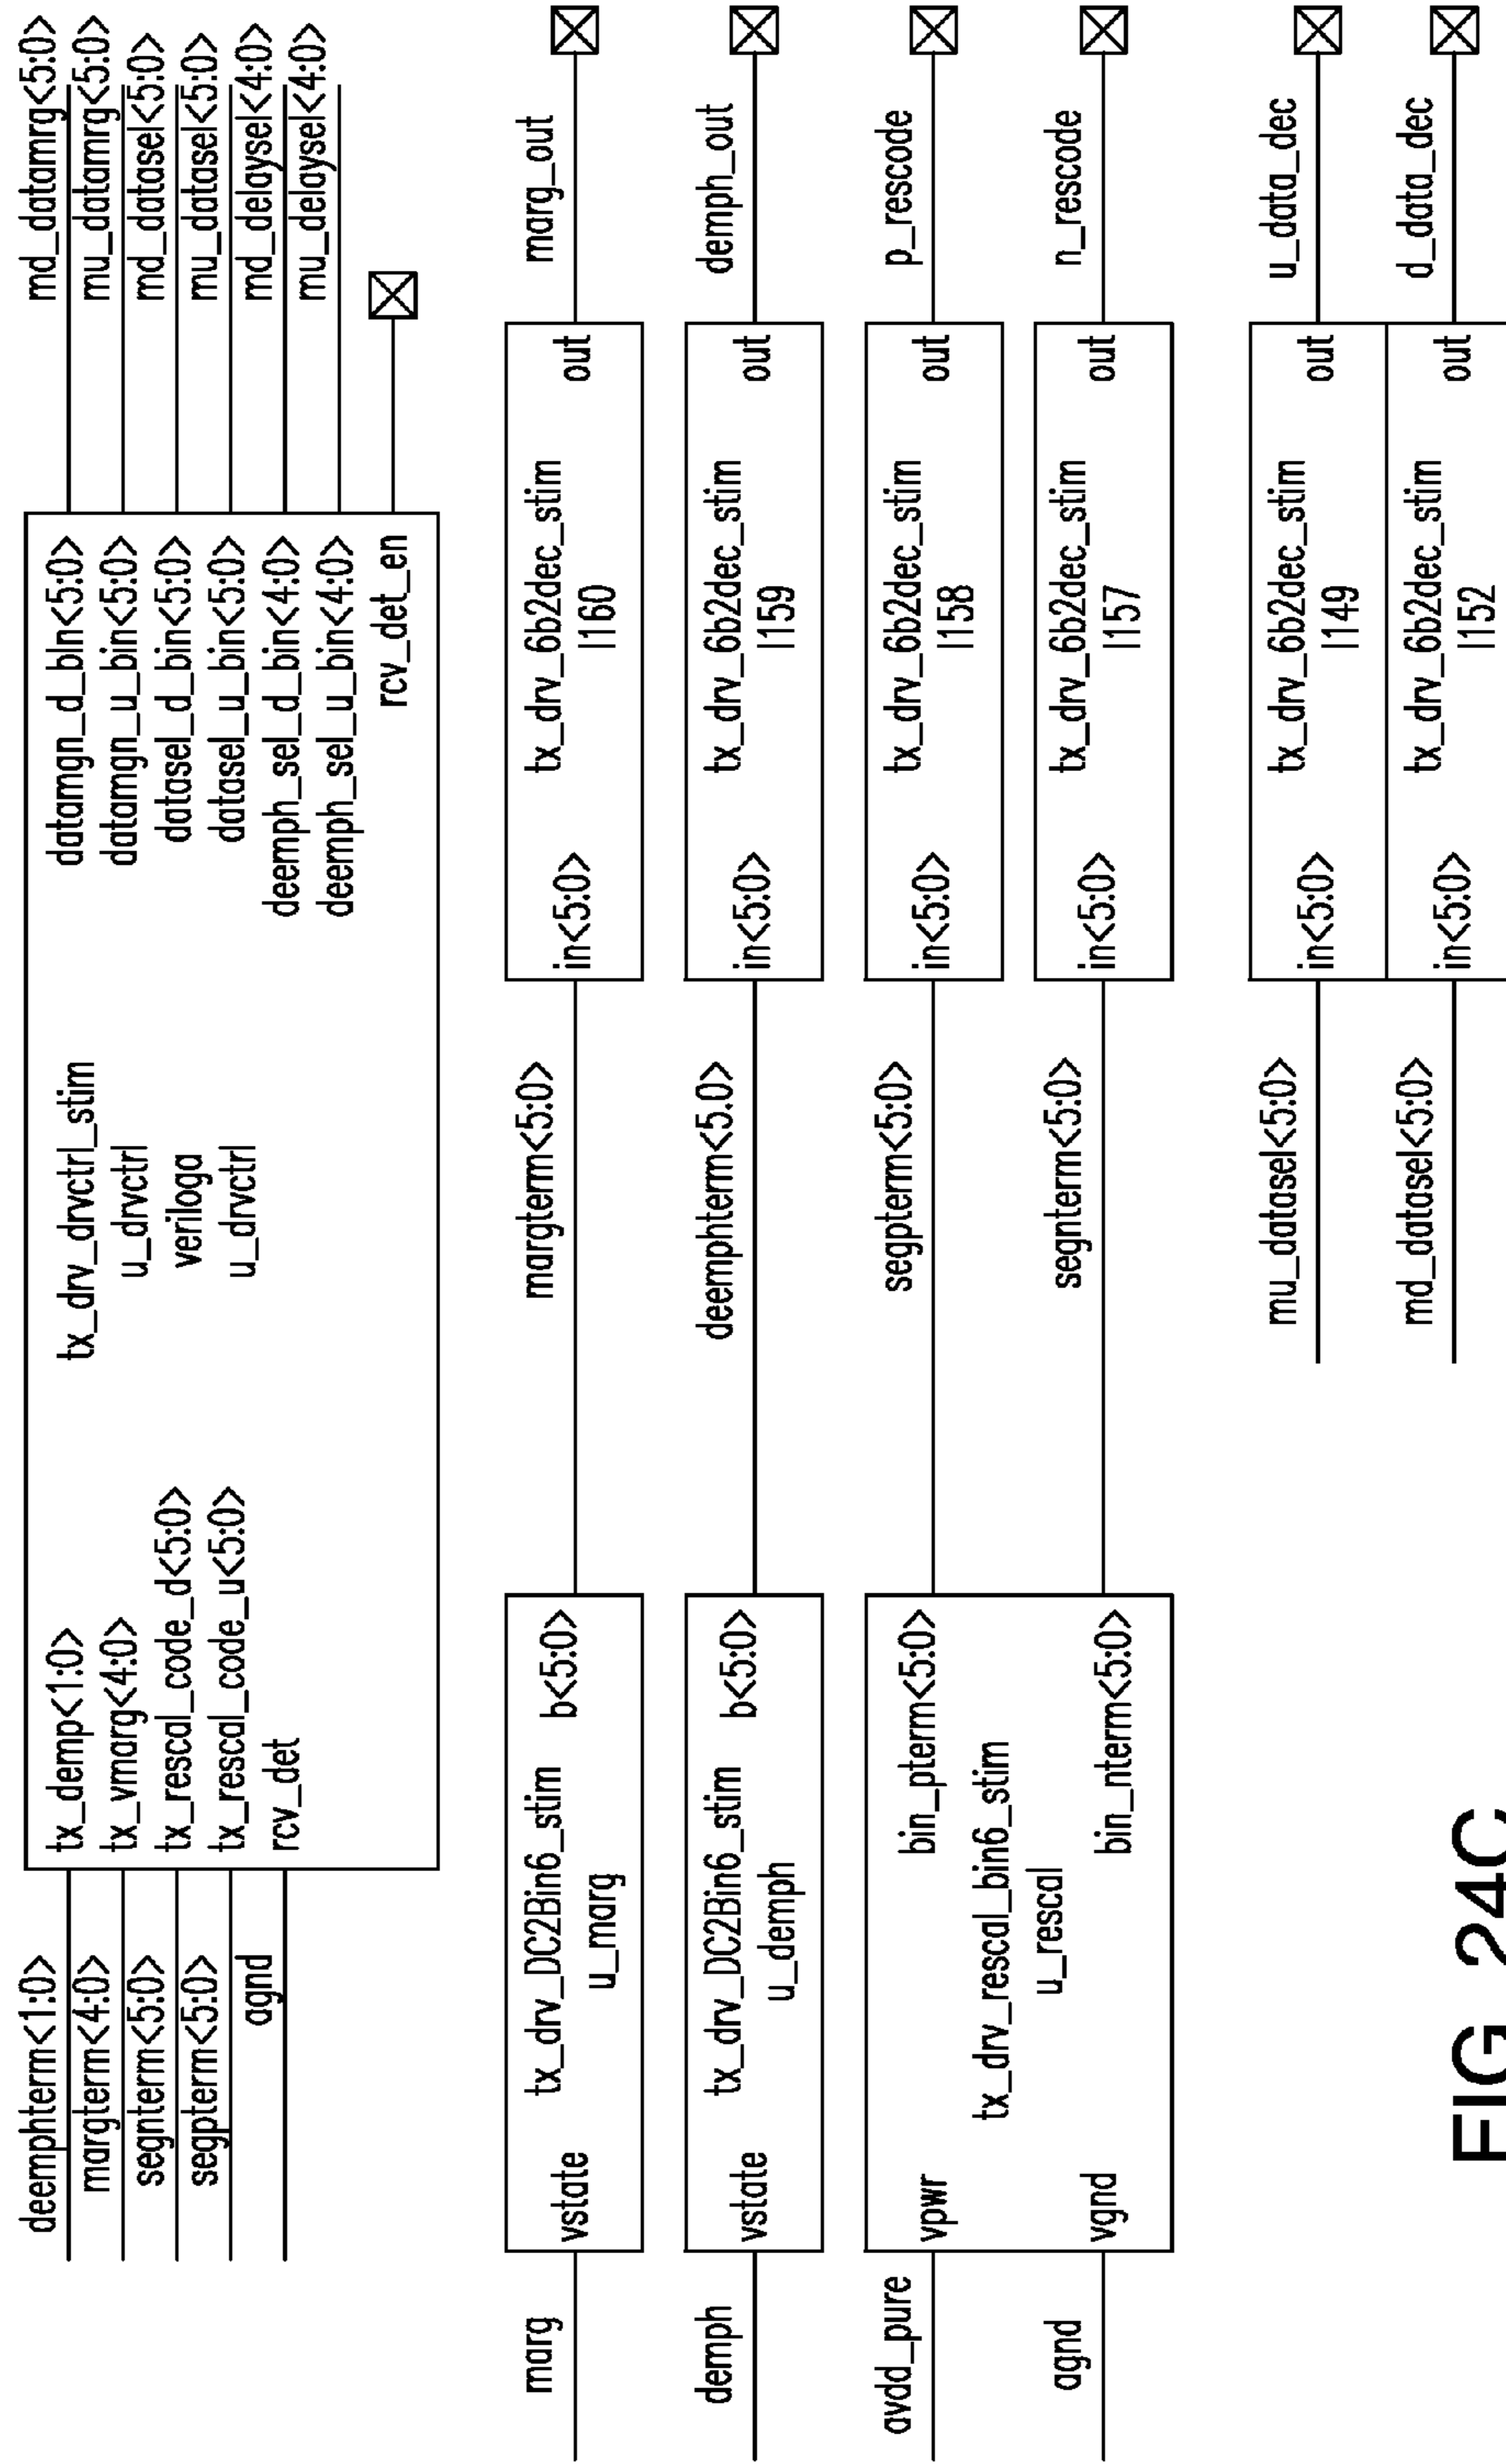 deemphterm<1:0>
margterm<4:0>
segnterm<5:0>
segpterm<5:0>
agnd
tx_demp<1:0>
tx_vmarg<4:0>
tx_rescal_code_d<5:0>
tx_rescal_code_u<5:0>
rcv_det
tx_drv_drvctrl_stim
u_drvctrl
veriloga
u_drvctrl
datamgn_d_bin<5:0>
datamgn_u_bin<5:0>
datasel_d_bin<5:0>
datasel_u_bin<5:0>
deemph_sel_d_bin<4:0>
deemph_sel_u_bin<4:0>
rcv_det_en
md_datamrg<5:0>
mu_datamrg<5:0>
md_datasel<5:0>
mu_datasel<5:0>
md_delaysel<4:0>
mu_delaysel<4:0>
marg
vstate
tx_drv_DC2Bin6_stim
u_marg
b<5:0>
margterm<5:0>
in<5:0>
tx_drv_6b2dec_stim
I160
out
marg_out
demph
vstate
tx_drv_DC2Bin6_stim
u_demph
b<5:0>
deemphterm<5:0>
in<5:0>
tx_drv_6b2dec_stim
I159
out
demph_out
avdd_pure
vpwr
bin_pterm<5:0>
segpterm<5:0>
in<5:0>
tx_drv_6b2dec_stim
I158
out
p_rescode
tx_drv_rescal_bin6_stim
u_rescal
agnd
vgnd
bin_nterm<5:0>
segnterm<5:0>
in<5:0>
tx_drv_6b2dec_stim
I157
out
n_rescode
mu_datasel<5:0>
in<5:0>
tx_drv_6b2dec_stim
I149
out
u_data_dec
md_datasel<5:0>
in<5:0>
tx_drv_6b2dec_stim
I152
out
d_data_dec
FIG. 24C